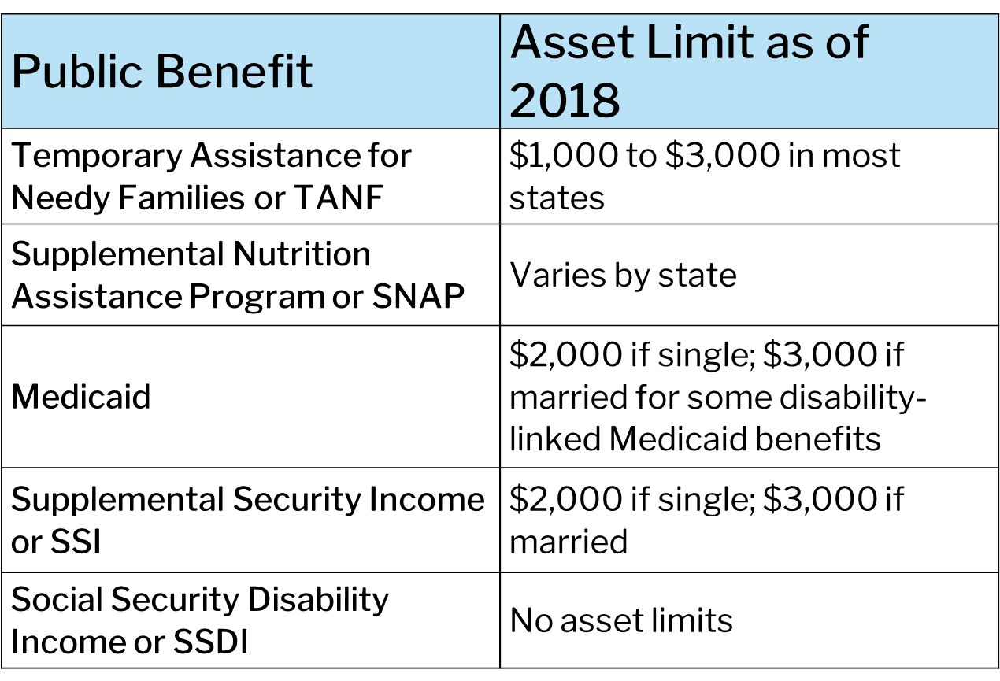 Public Benefit
Asset Limit as of
2018
Temporary Assistance for
Needy Families or TANF
$1,000 to $3,000 in most
states
Supplemental Nutrition
Assistance Program or SNAP
Varies by state
Medicaid
$2,000 if single; $3,000 if
married for some disability-
linked Medicaid benefits
Supplemental Security Income
or SSI
$2,000 if single; $3,000 if
married
Social Security Disability
Income or SSDI
No asset limits